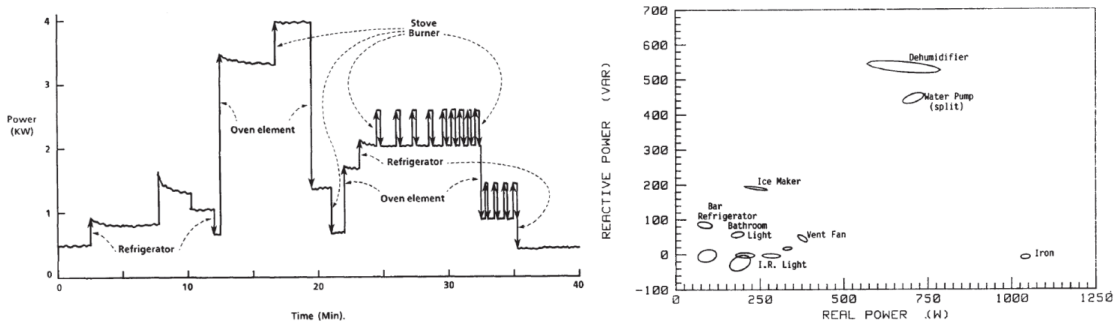 4
3
2
1
0
Power
(KW)
Stove
Burner
Oven element
Refrigerator
Refrigerator
Oven element
0
10
20
30
40
Time (Min).
700
600
500
400
300
200
100
0
-100
REACTIVE POWER (VAR)
Dehumidifier
Water Pump
(split)
Ice Maker
Bar
Refrigerator
Bathroom
Light
Vent Fan
I.R. Light
Iron
0
250
500
750
1000
1250
REAL POWER .(W)